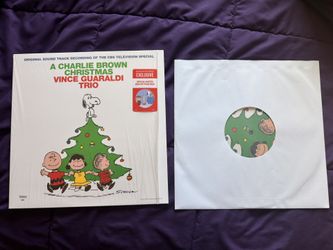 ORIGINAL SOUND TRACK RECORDING OF THE CBS TELEVISION SPECIAL
A CHARLIE BROWN
CHRISTMAS
VINCE GUARALDI
TRIO
EXCLUSIVE